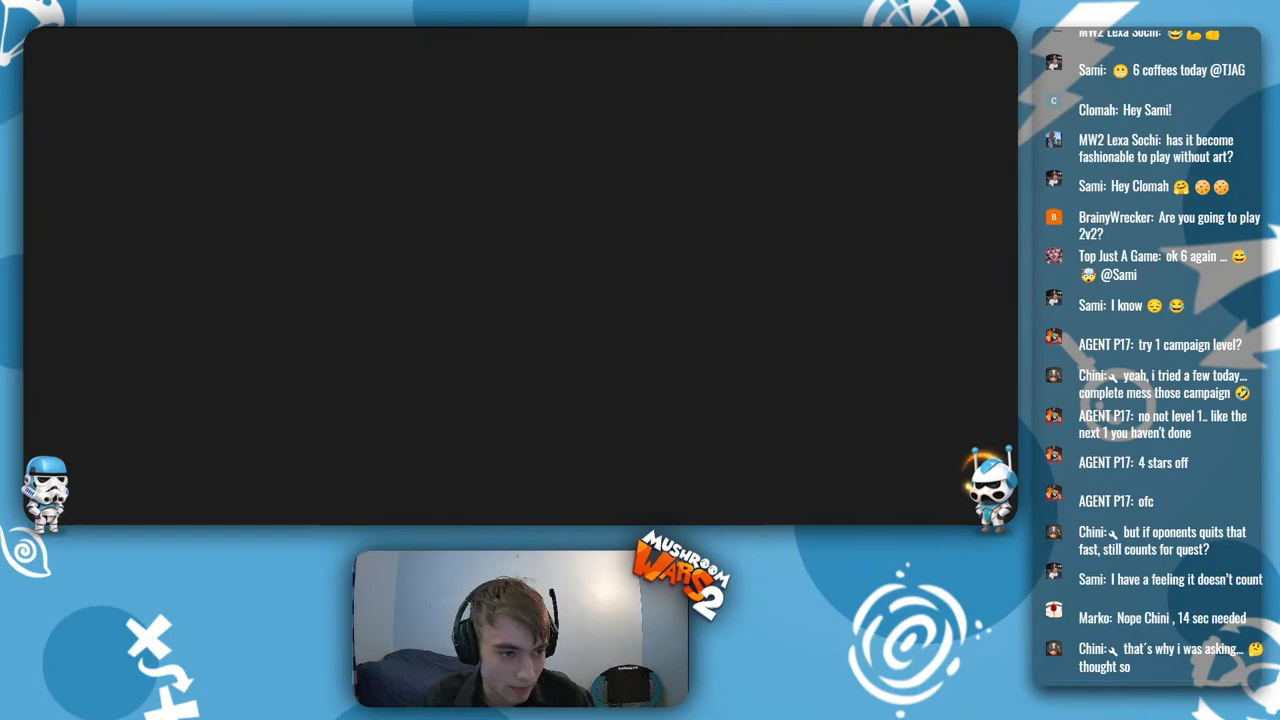 MW2 Lexa Sochi: 😎 💪 👊
Sami: 😬 6 coffees today @TJAG
C
Clomah: Hey Sami!
MW2 Lexa Sochi: has it become
fashionable to play without art?
Sami: Hey Clomah 🤗 🍪 🍪
B
BrainyWrecker: Are you going to play
2v2?
Top Just A Game: ok 6 again ... 😅
🤯 @Sami
Sami: I know 😔 😂
AGENT P17: try 1 campaign level?
Chini: yeah, i tried a few today...
complete mess those campaign 🤣
AGENT P17: no not level 1.. like the
next 1 you haven't done
AGENT P17: 4 stars off
AGENT P17: ofc
Chini: but if oponents quits that
fast, still counts for quest?
Sami: I have a feeling it doesn't count
Marko: Nope Chini , 14 sec needed
Chini: that´s why i was asking... 🤔
thought so
MUSHROOM
WARS
2